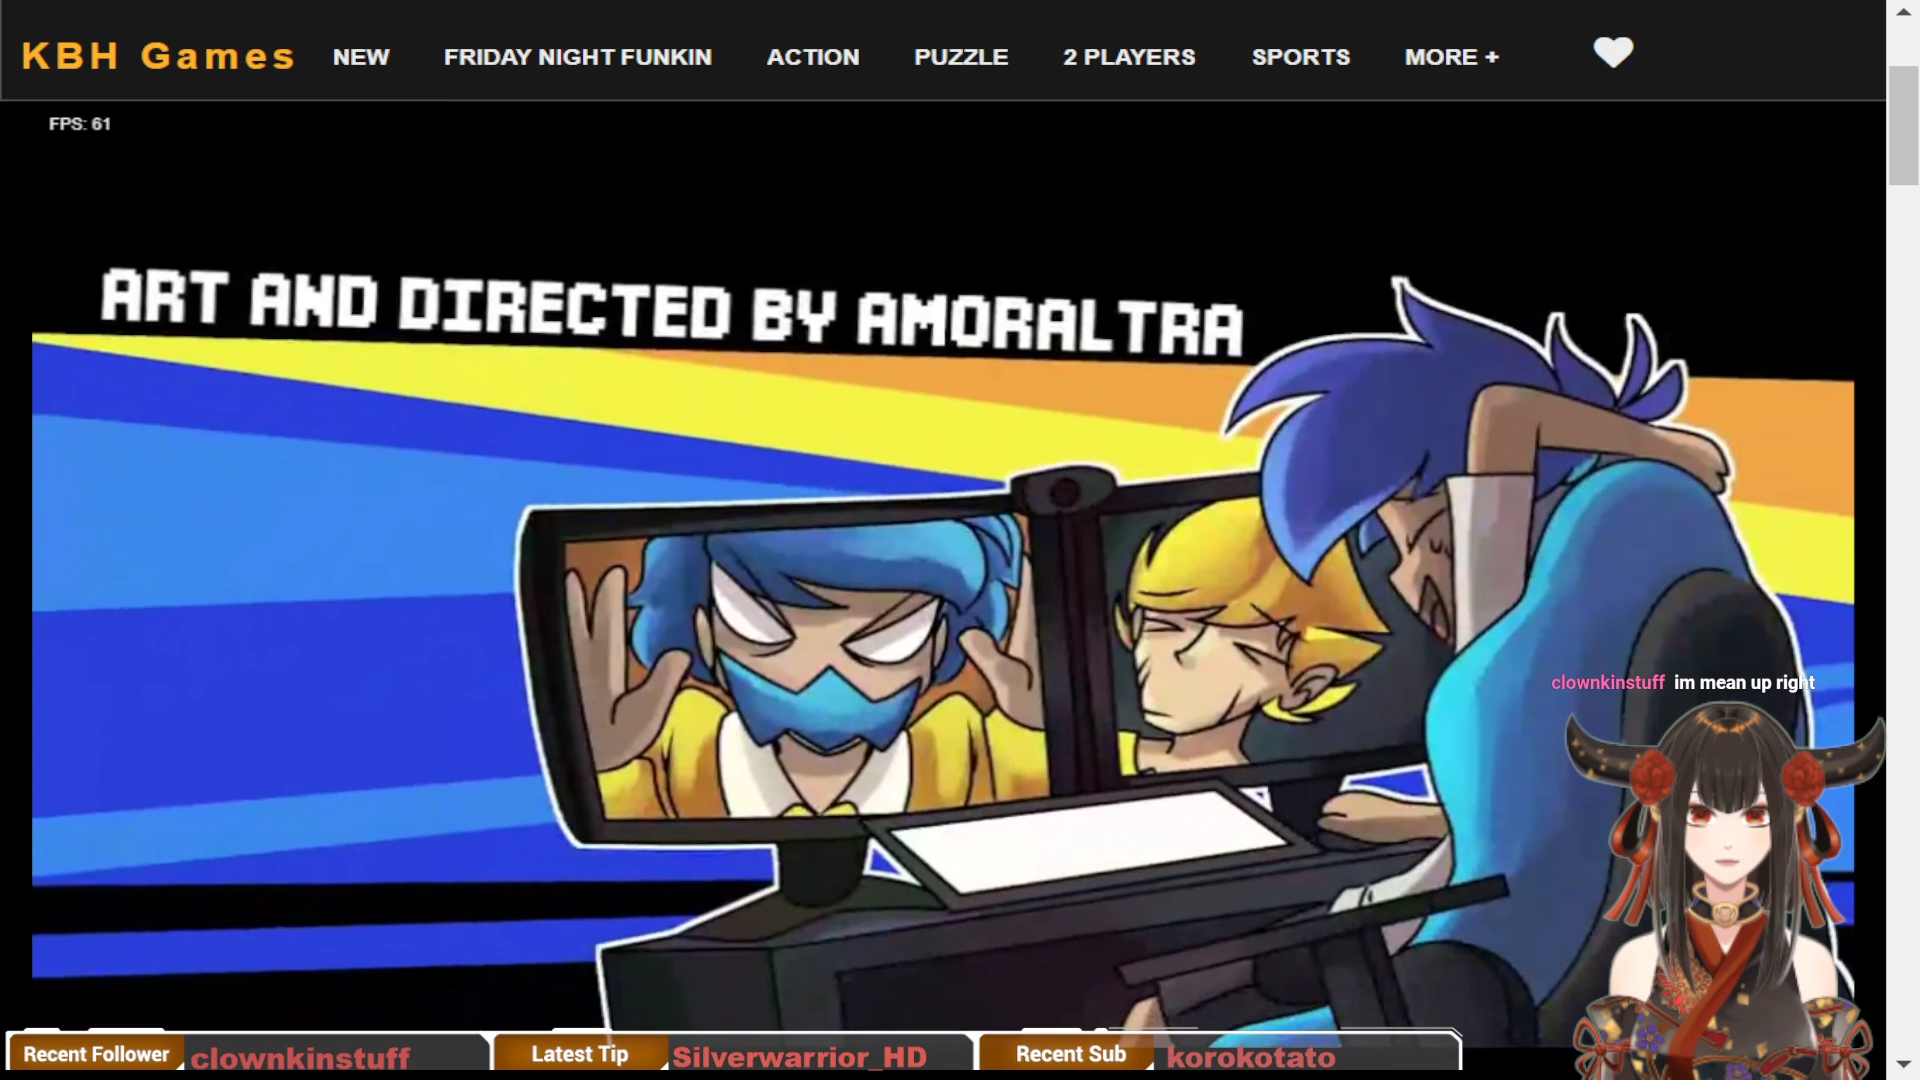 KBH Games NEW FRIDAY NIGHT FUNKIN ACTION PUZZLE 2 PLAYERS SPORTS MORE +
FPS: 61
ART AND DIRECTED BY AMORALTRA
clownkinstuff im mean up right
Recent Follower clownkinstuff Latest Tip Silverwarrior_HD Recent Sub korokotato